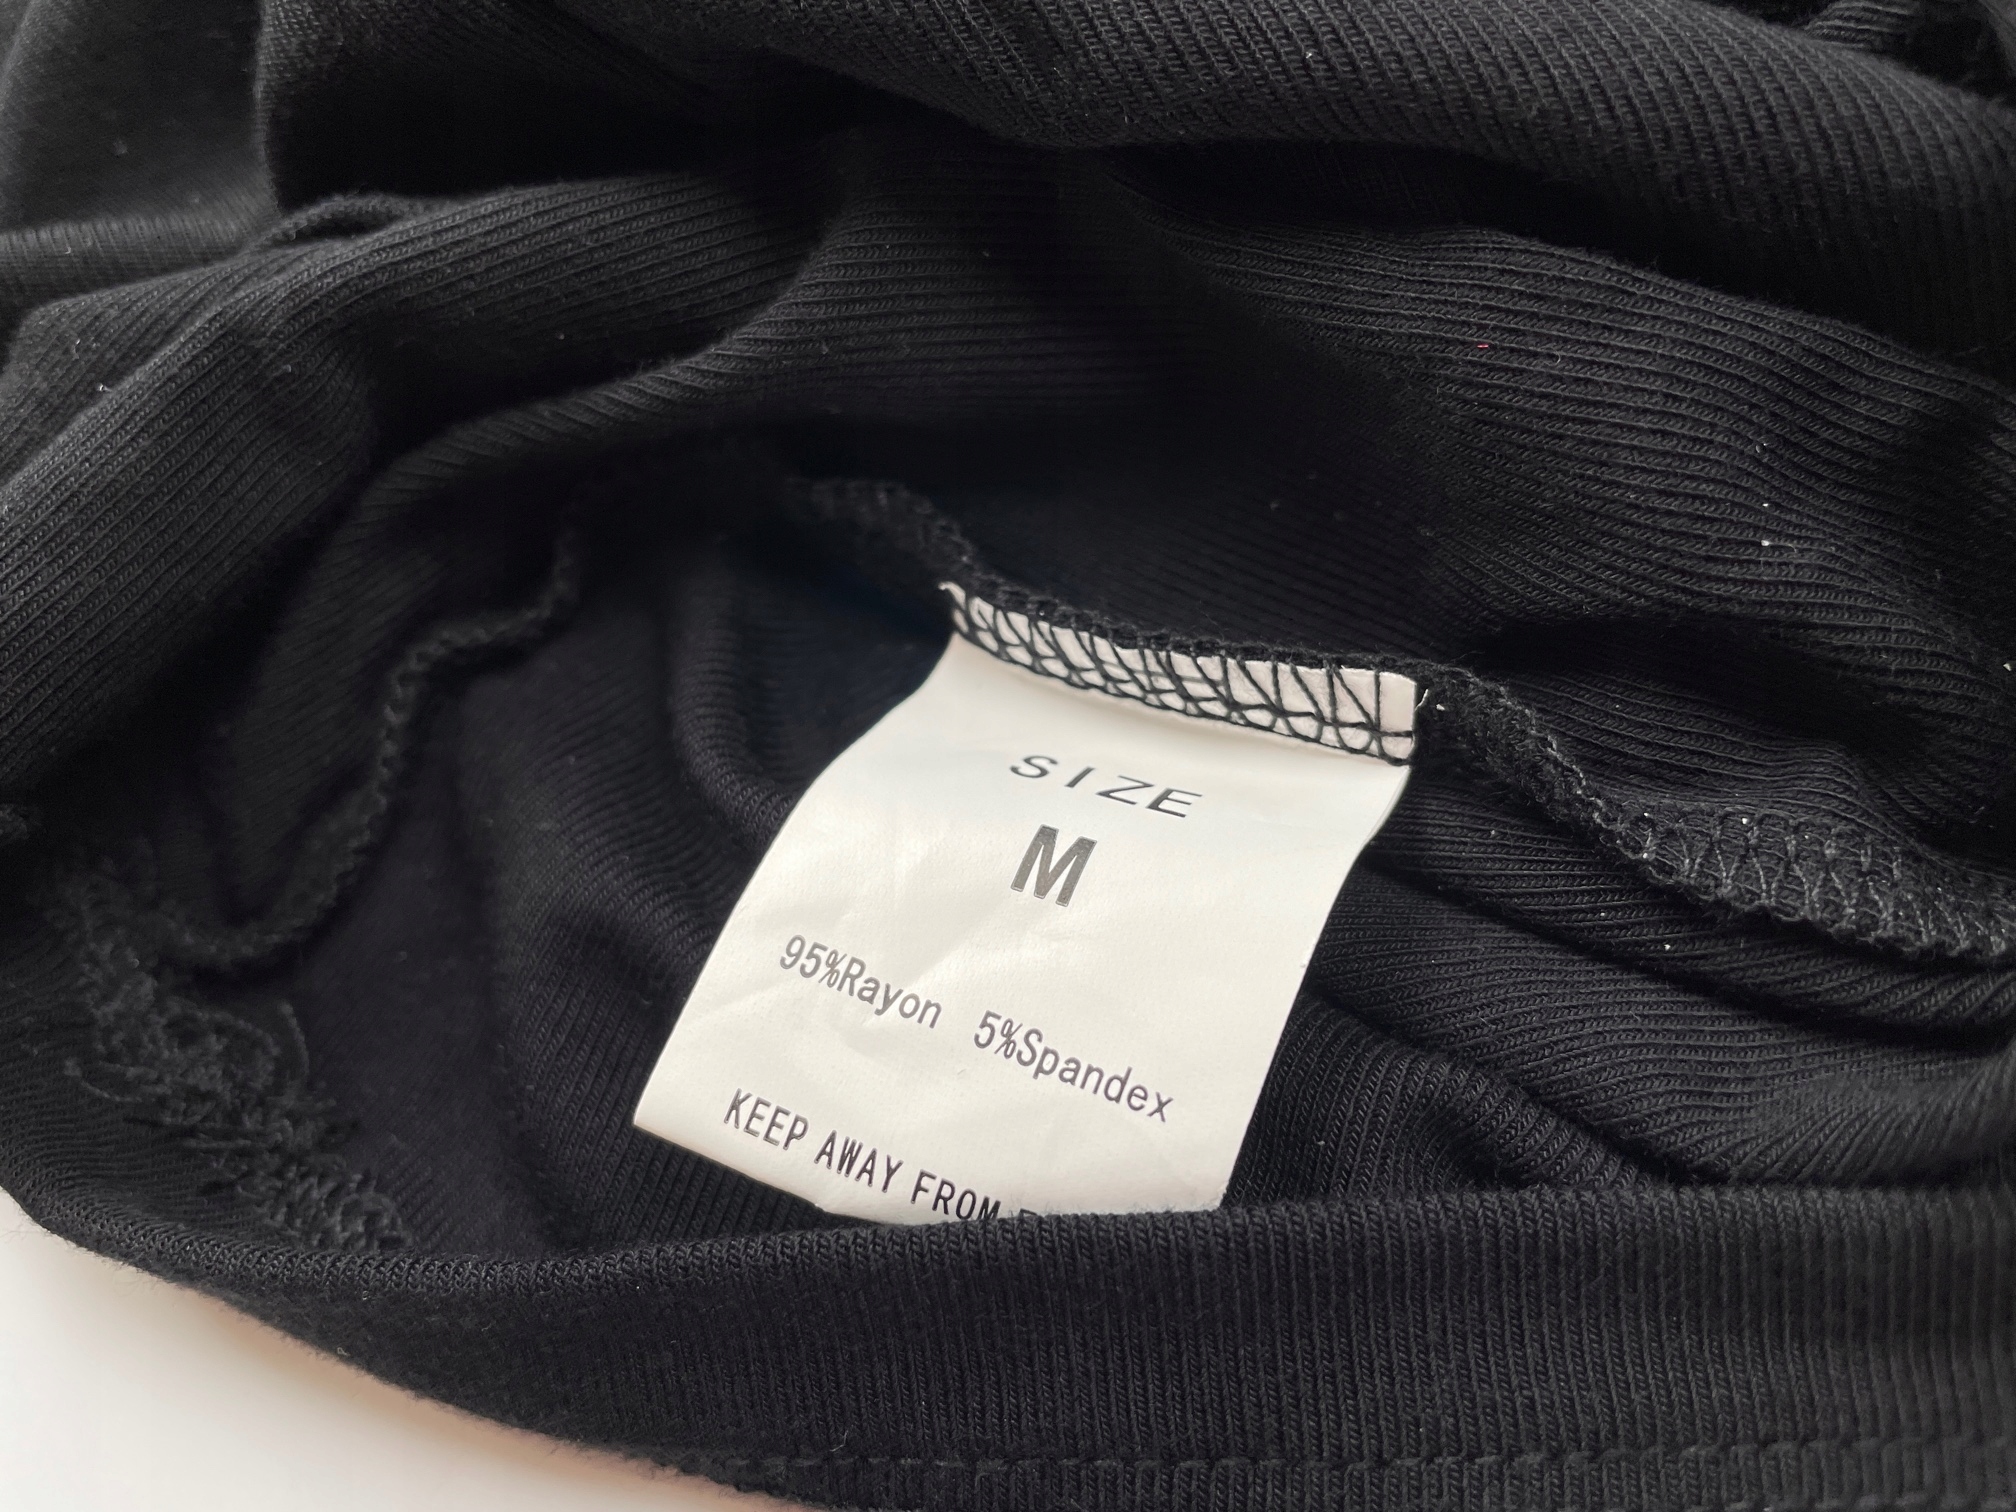 SIZE
M
95%Rayon 5%Spandex
KEEP AWAY FROM